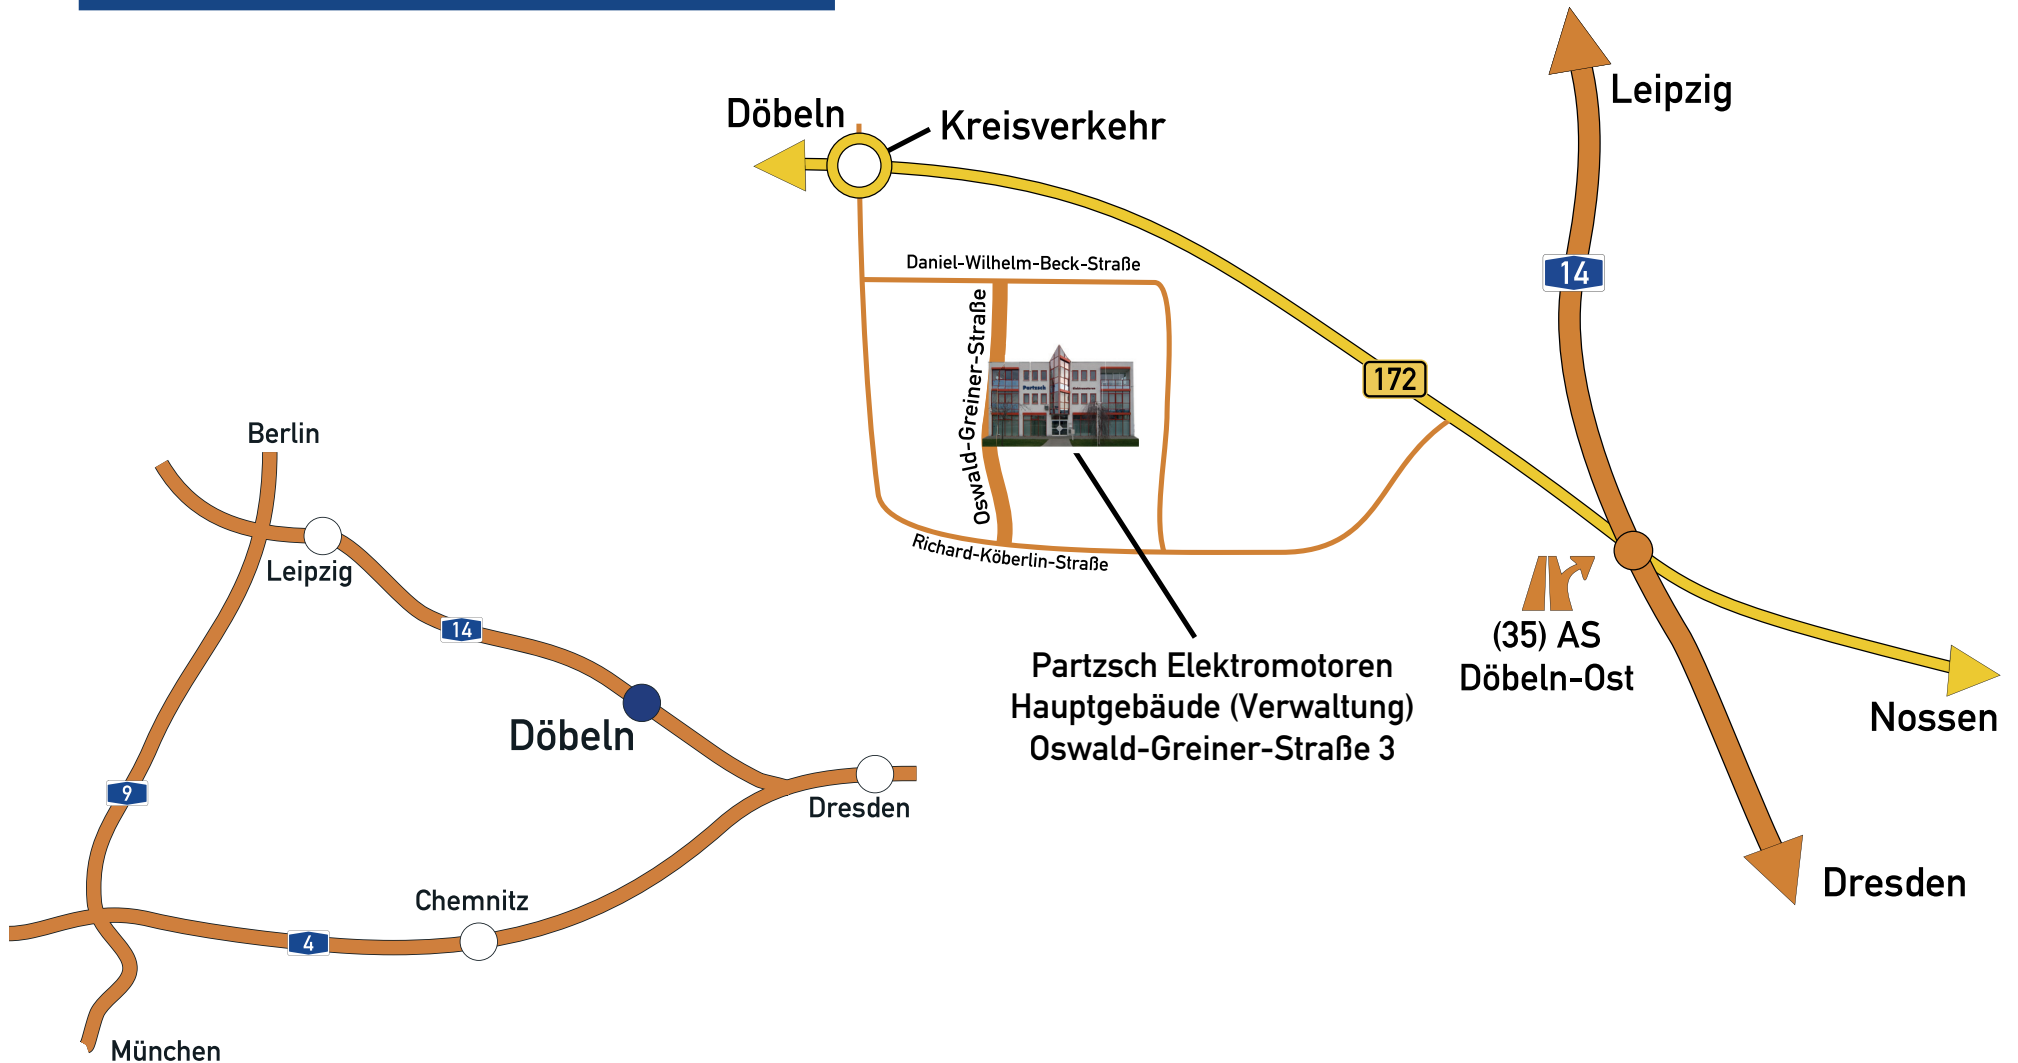 Leipzig
Döbeln
Kreisverkehr
Daniel-Wilhelm-Beck-Straße
14
Oswald-Greiner-Straße
172
Partzsch
Richard-Köberlin-Straße
(35) AS
Döbeln-Ost
Partzsch Elektromotoren
Hauptgebäude (Verwaltung)
Oswald-Greiner-Straße 3
Nossen
Dresden
Berlin
Leipzig
14
Döbeln
9
Dresden
Chemnitz
4
München